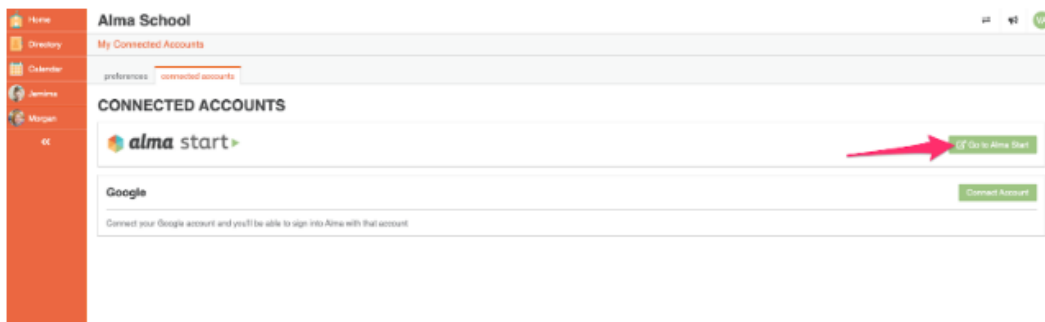 Home
Directory
Calendar
Jemima
Morgan
Alma School
My Connected Accounts
preferences connected accounts
CONNECTED ACCOUNTS
alma start
Go to Alma Start
Google
Connect Account
Connect your Google account and you'll be able to sign into Alma with that account